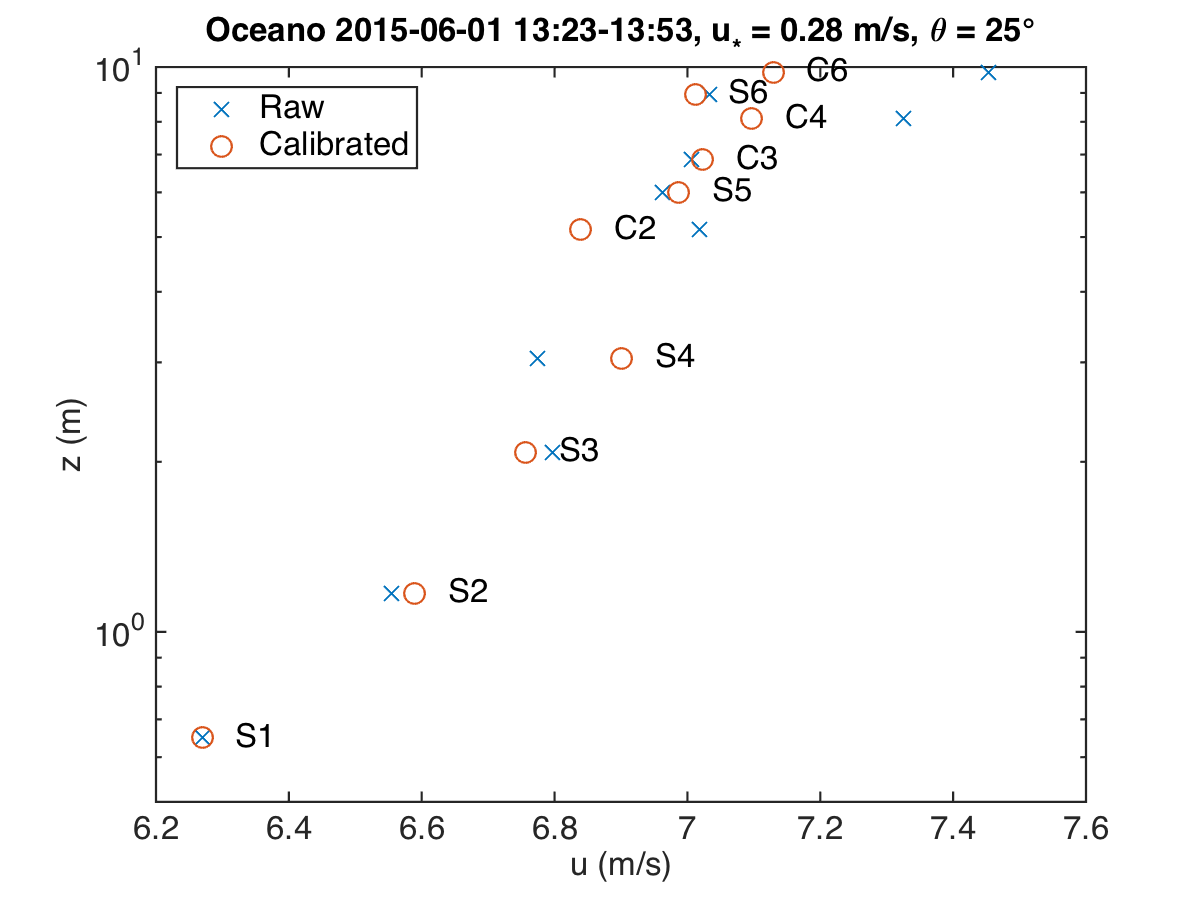 Oceano 2015-06-01 13:23-13:53, u* = 0.28 m/s, θ = 25°
10¹
Raw
Calibrated
C6
S6
C4
C3
S5
C2
S4
z (m)
S3
S2
10⁰
S1
6.2 6.4 6.6 6.8 7 7.2 7.4 7.6
u (m/s)